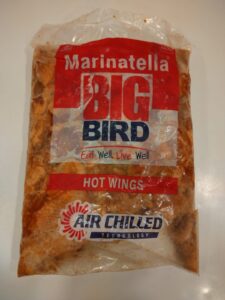 Marinatella
BIG
BIRD
Eat Well, Live Well
HOT WINGS
AIR CHILLED
TECHNOLOGY